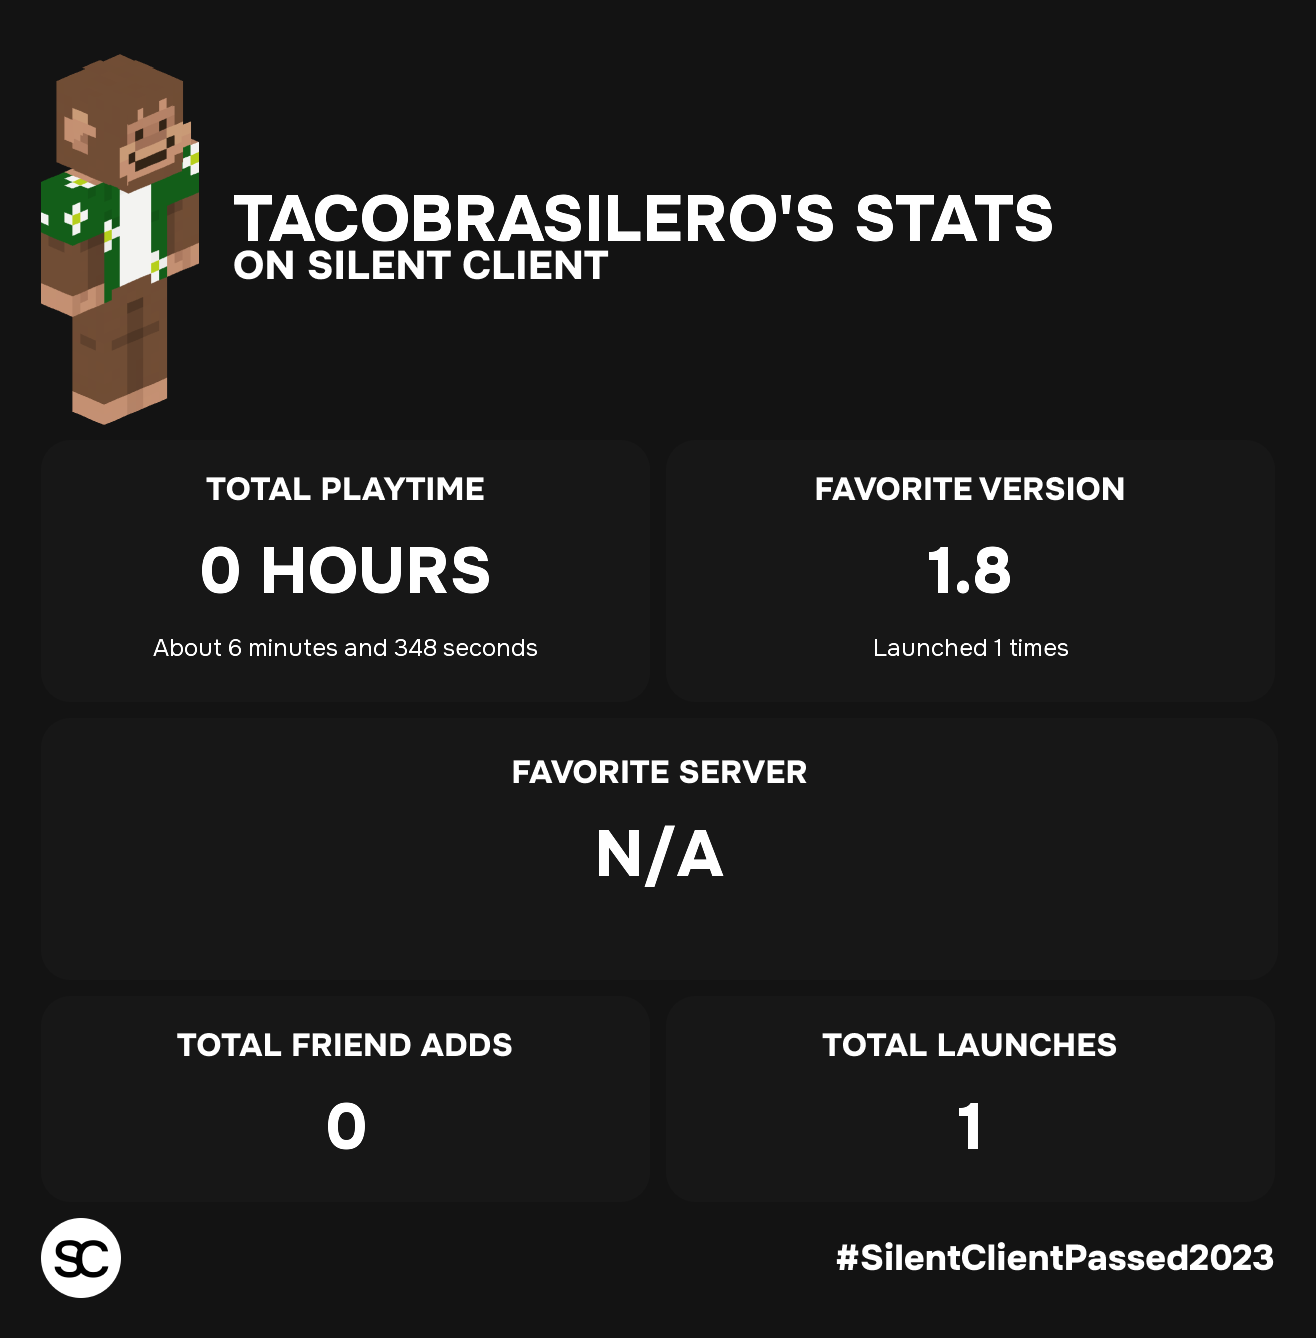 TACOBRASILERO'S STATS
ON SILENT CLIENT
TOTAL PLAYTIME
0 HOURS
About 6 minutes and 348 seconds
FAVORITE VERSION
1.8
Launched 1 times
FAVORITE SERVER
N/A
TOTAL FRIEND ADDS
0
TOTAL LAUNCHES
1
SC
#SilentClientPassed2023